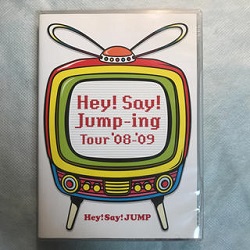 Hey! Say!
Jump-ing
Tour '08-'09
Hey! Say! JUMP